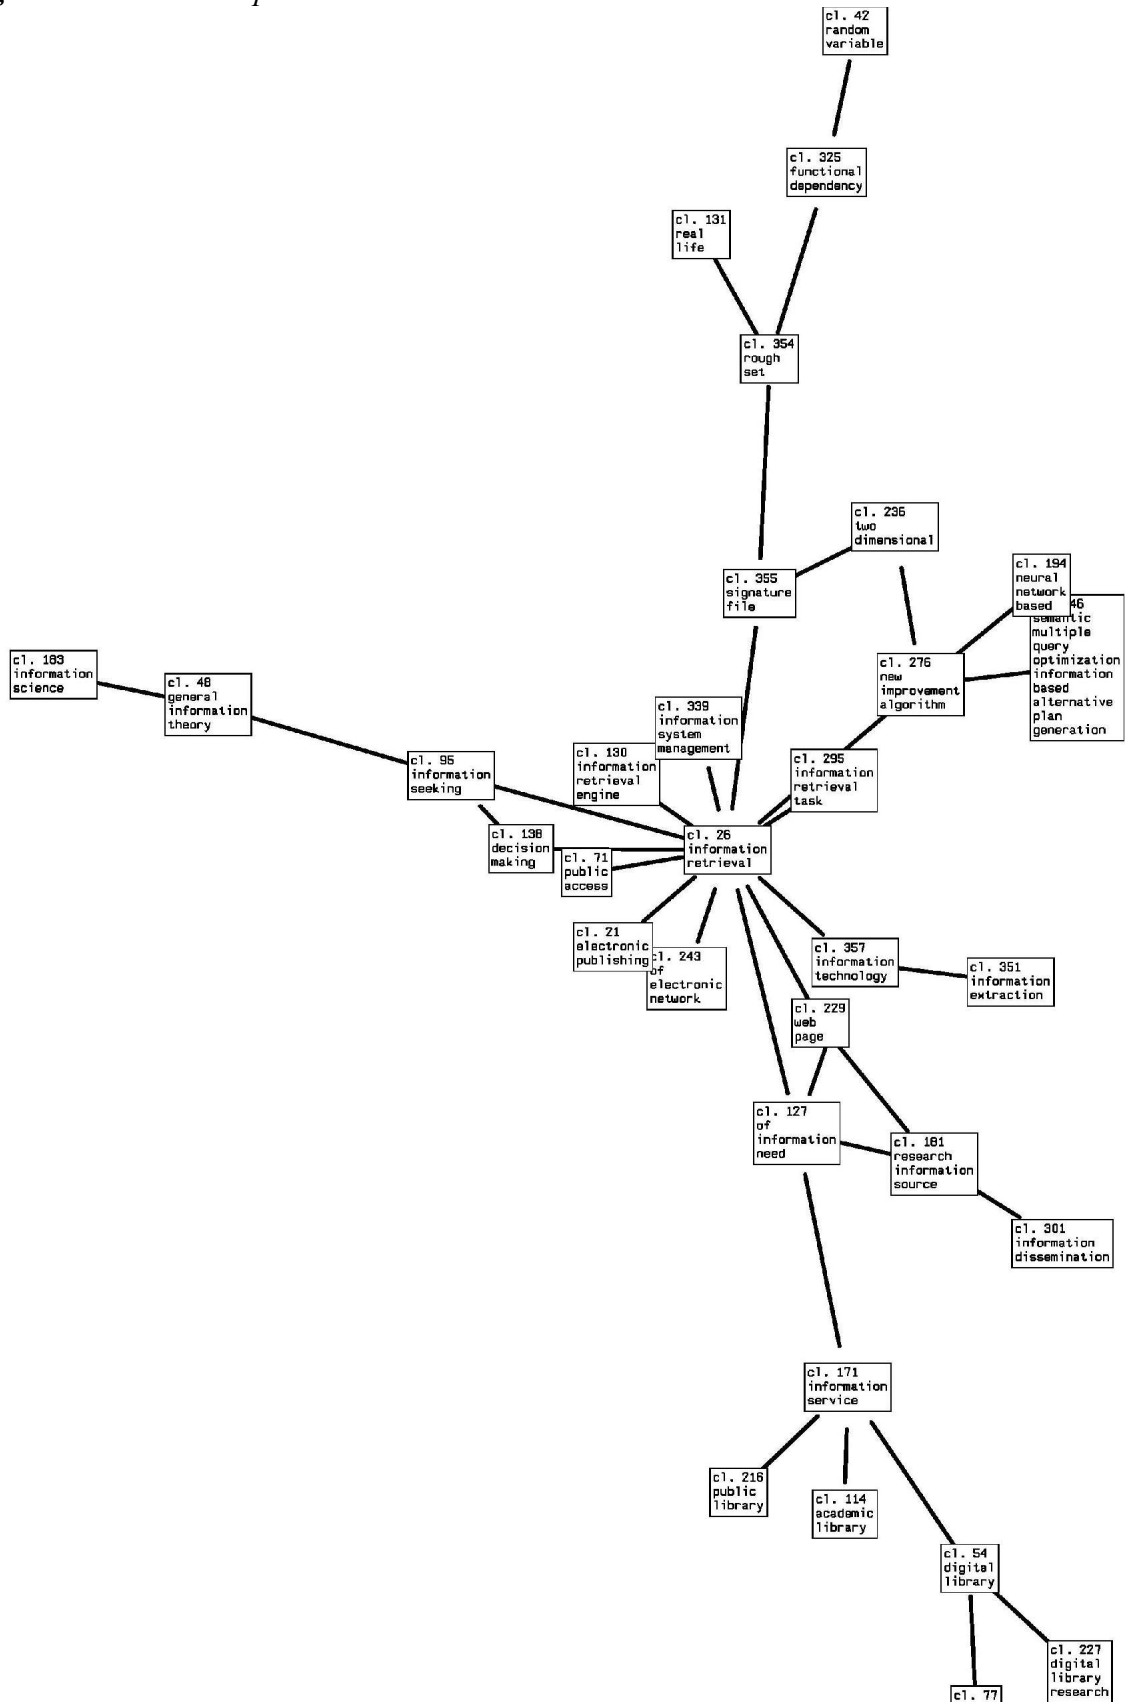 cl. 42
random
variable
cl. 325
functional
dependency
cl. 131
real
life
cl. 354
rough
set
cl. 236
two
dimensional
cl. 194
neural
network
based
46
semantic
multiple
query
optimization
information
based
alternative
plan
generation
cl. 355
signature
file
cl. 183
information
science
cl. 48
general
information
theory
cl. 276
new
improvement
algorithm
cl. 339
information
system
management
cl. 130
information
retrieval
engine
cl. 295
information
retrieval
task
cl. 95
information
seeking
cl. 138
decision
making
cl. 26
information
retrieval
cl. 71
public
access
cl. 21
electronic
publishing
cl. 243
of
electronic
network
cl. 357
information
technology
cl. 351
information
extraction
cl. 229
web
page
cl. 127
of
information
need
cl. 181
research
information
source
cl. 301
information
dissemination
cl. 171
information
service
cl. 216
public
library
cl. 114
academic
library
cl. 54
digital
library
cl. 227
digital
library
research
cl. 77